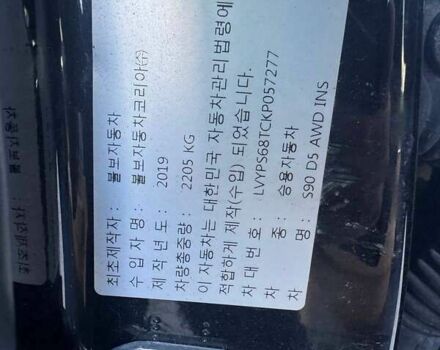 최초제작자 : 볼보자동차
수 입 자 명 : 볼보자동차코리아㈜
제 작 년 도 : 2019
차량총중량 : 2205 KG
이 자동차는 대한민국 자동차관리법령에
적합하게 제작(수입) 되었습니다.
차 대 번 호 : LVYPS68TCKP057277
차 종 : 승용자동차
차 명 : S90 D5 AWD INS